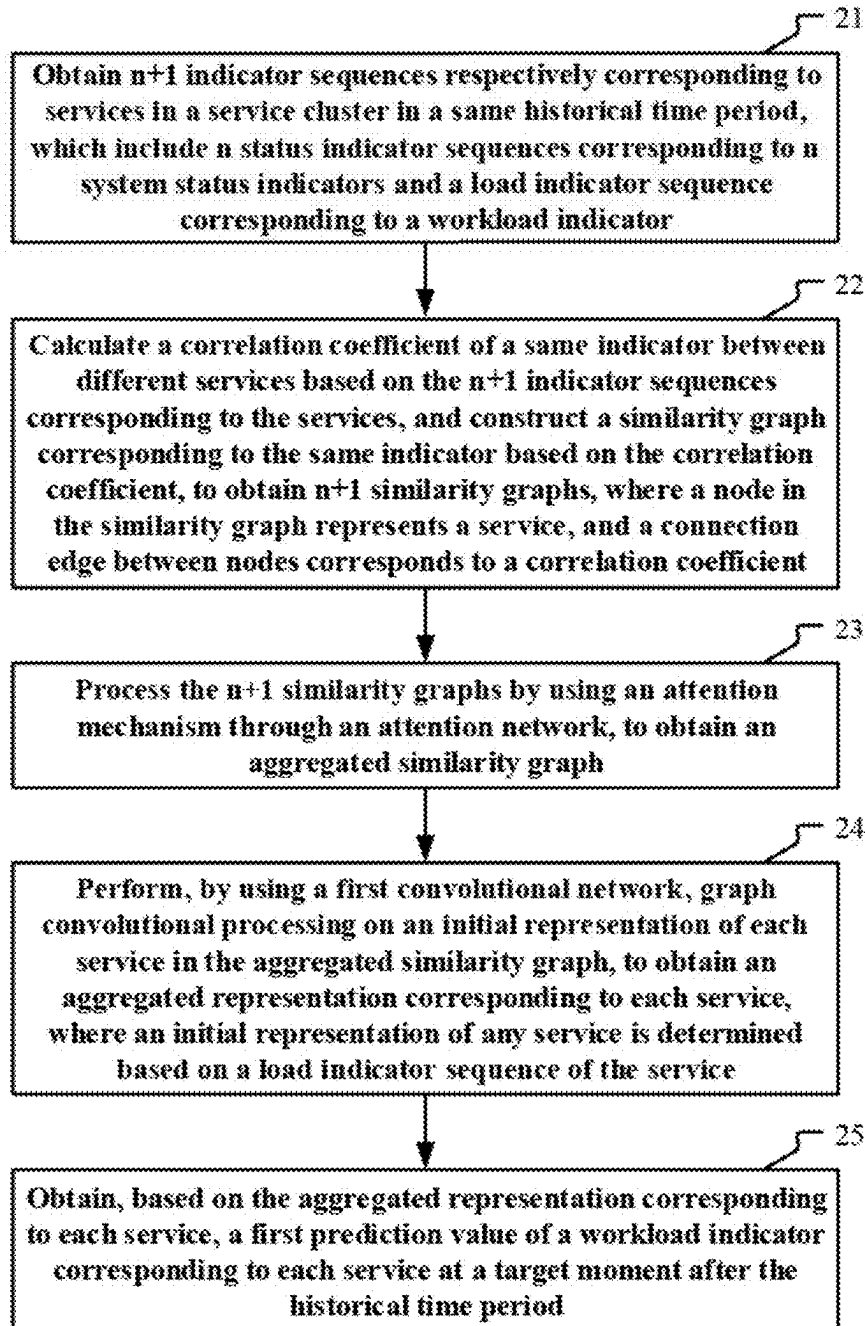 21
Obtain n+1 indicator sequences respectively corresponding to
services in a service cluster in a same historical time period,
which include n status indicator sequences corresponding to n
system status indicators and a load indicator sequence
corresponding to a workload indicator
22
Calculate a correlation coefficient of a same indicator between
different services based on the n+1 indicator sequences
corresponding to the services, and construct a similarity graph
corresponding to the same indicator based on the correlation
coefficient, to obtain n+1 similarity graphs, where a node in
the similarity graph represents a service, and a connection
edge between nodes corresponds to a correlation coefficient
23
Process the n+1 similarity graphs by using an attention
mechanism through an attention network, to obtain an
aggregated similarity graph
24
Perform, by using a first convolutional network, graph
convolutional processing on an initial representation of each
service in the aggregated similarity graph, to obtain an
aggregated representation corresponding to each service,
where an initial representation of any service is determined
based on a load indicator sequence of the service
25
Obtain, based on the aggregated representation corresponding
to each service, a first prediction value of a workload indicator
corresponding to each service at a target moment after the
historical time period